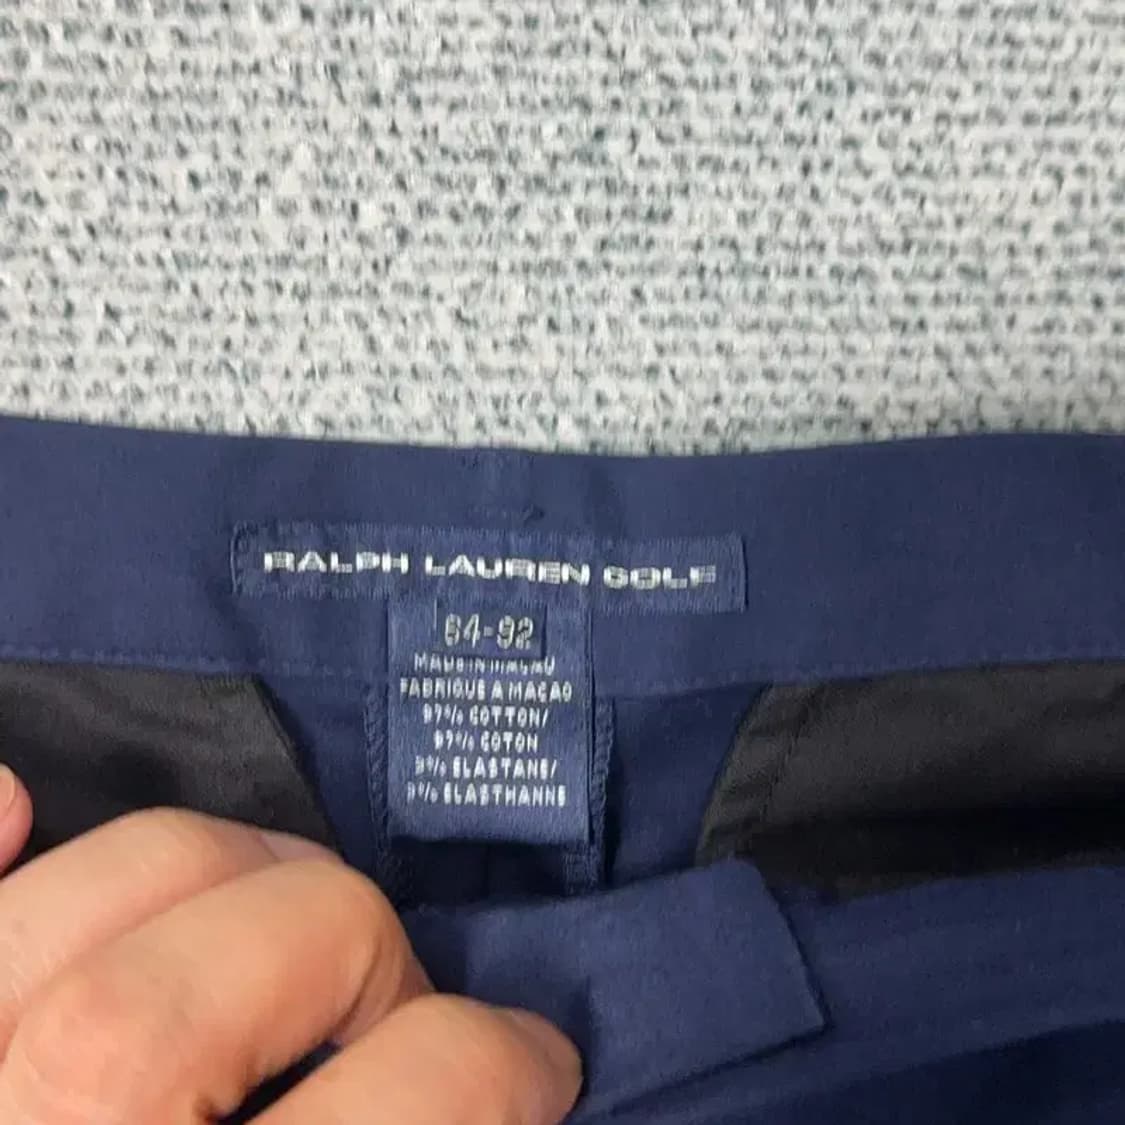 RALPH LAUREN GOLF
64-92
MADE IN MACAU
FABRIQUE A MACAO
97% COTTON/
97% COTON
3% ELASTANE/
3% ELASTHANNE